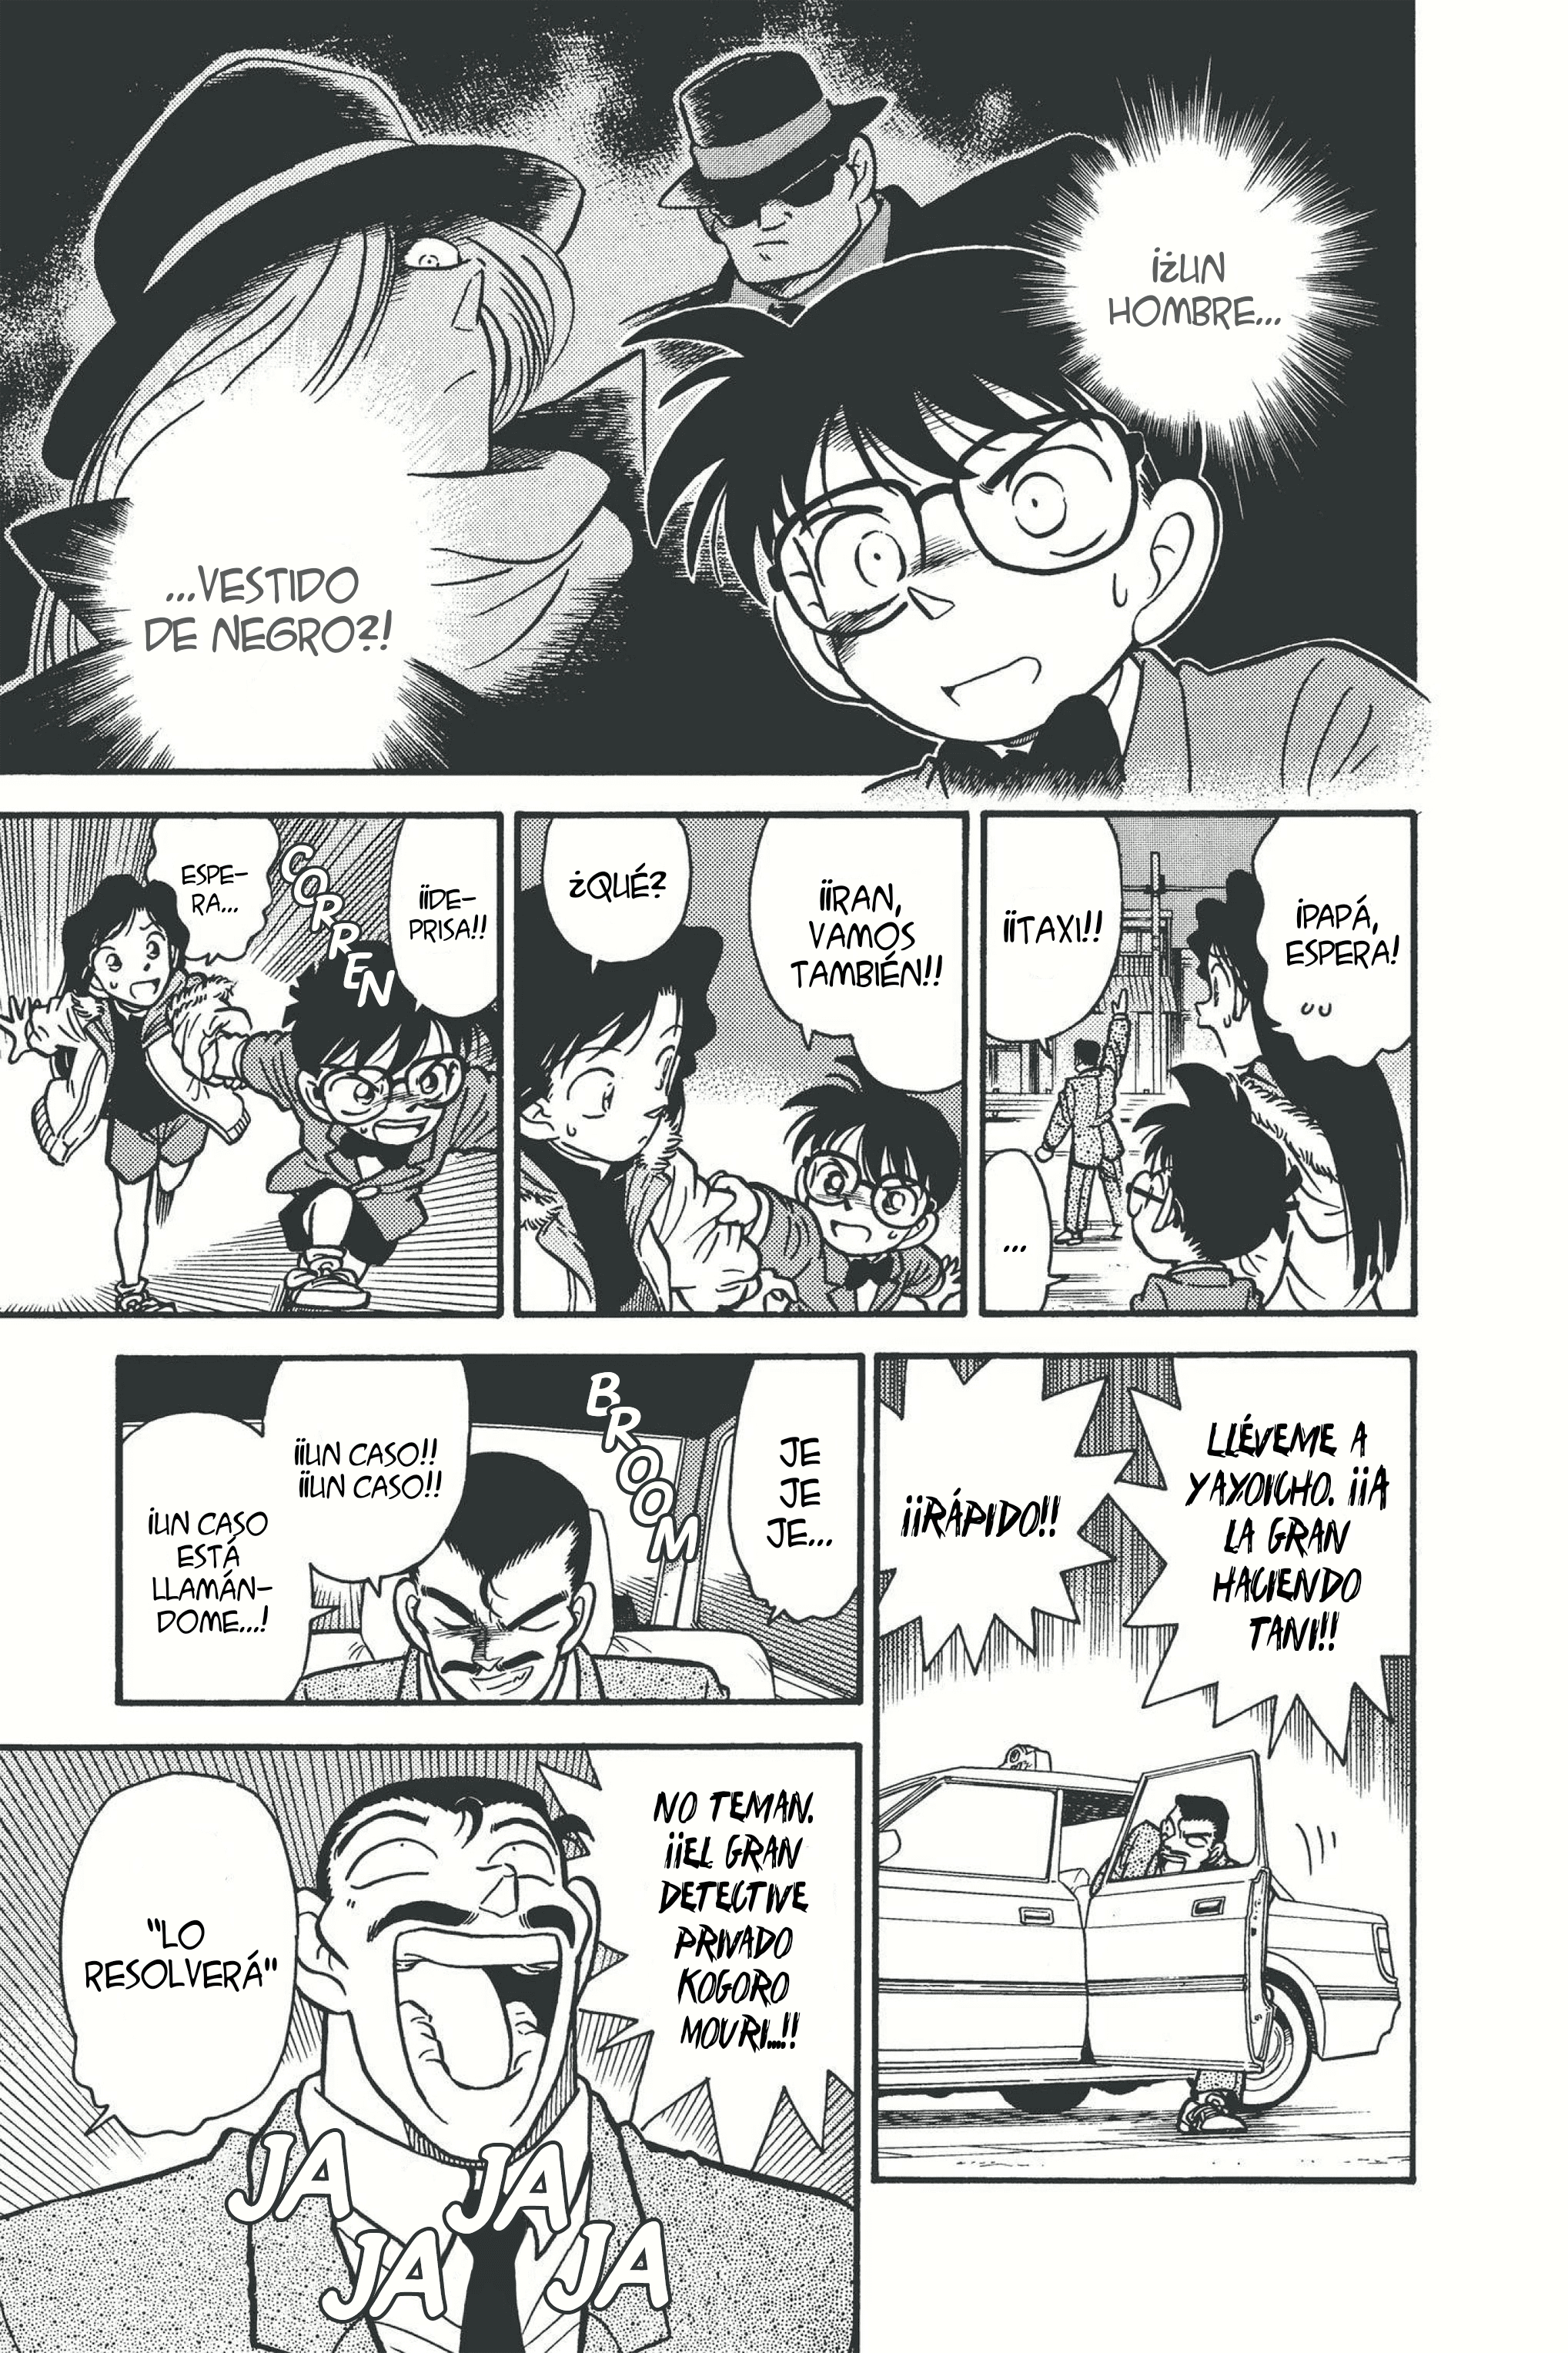 ¡¿UN
HOMBRE...
...VESTIDO
DE NEGRO?!
¡PAPÁ,
ESPERA!
¡¡TAXI!!
...
¡¡RAN,
VAMOS
TAMBIÉN!!
¿QUÉ?
¡¡DE-
PRISA!!
CORREN
ESPE-
RA...
LLÉVEME A
YAYOICHO. ¡¡A
LA GRAN
HACIENDO
TANI!!
¡¡RÁPIDO!!
JE
JE
JE...
BROOM
¡¡UN CASO!!
¡¡UN CASO!!
¡UN CASO
ESTÁ
LLAMÁN-
DOME...!
NO TEMAN.
¡¡EL GRAN
DETECTIVE
PRIVADO
KOGORO
MOURI...!!
"LO
RESOLVERÁ"
JA
JA
JA
JA